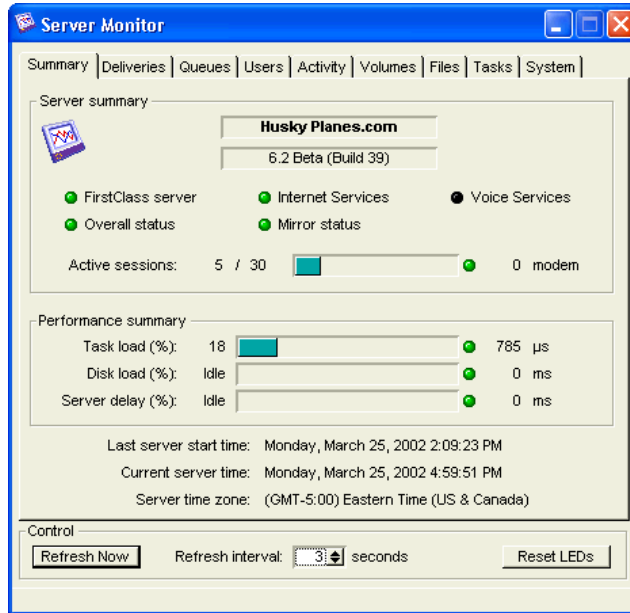 Server Monitor
Summary Deliveries Queues Users Activity Volumes Files Tasks System
Server summary
Husky Planes.com
6.2 Beta (Build 39)
FirstClass server Internet Services Voice Services
Overall status Mirror status
Active sessions: 5 / 30 0 modem
Performance summary
Task load (%): 18 785 µs
Disk load (%): Idle 0 ms
Server delay (%): Idle 0 ms
Last server start time: Monday, March 25, 2002 2:09:23 PM
Current server time: Monday, March 25, 2002 4:59:51 PM
Server time zone: (GMT-5:00) Eastern Time (US & Canada)
Control
Refresh Now Refresh interval: 3 seconds Reset LEDs